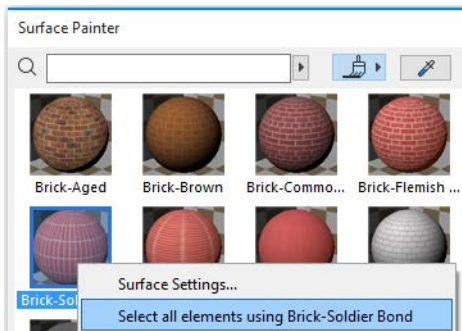 Surface Painter
Brick-Aged
Brick-Brown
Brick-Commo...
Brick-Flemish ...
Brick-Sol
Surface Settings...
Select all elements using Brick-Soldier Bond